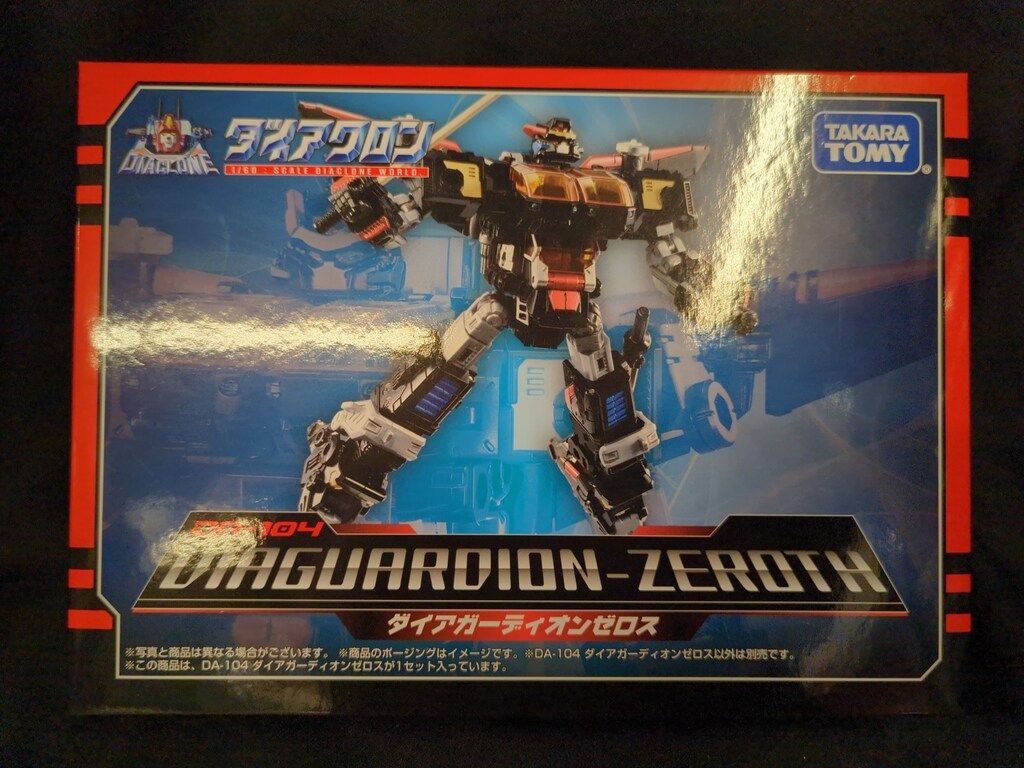 DIACLONE
ダイアクロン
1/60 : SCALE DIACLONE WORLD.
TAKARA
TOMY
DA-104
DIAGUARDION-ZEROTH
ダイアガーディオンゼロス
※写真と商品は異なる場合がございます。 ※商品のポージングはイメージです。※DA-104 ダイアガーディオンゼロス以外は別売です。
※この商品は、DA-104 ダイアガーディオンゼロスが1セット入っています。